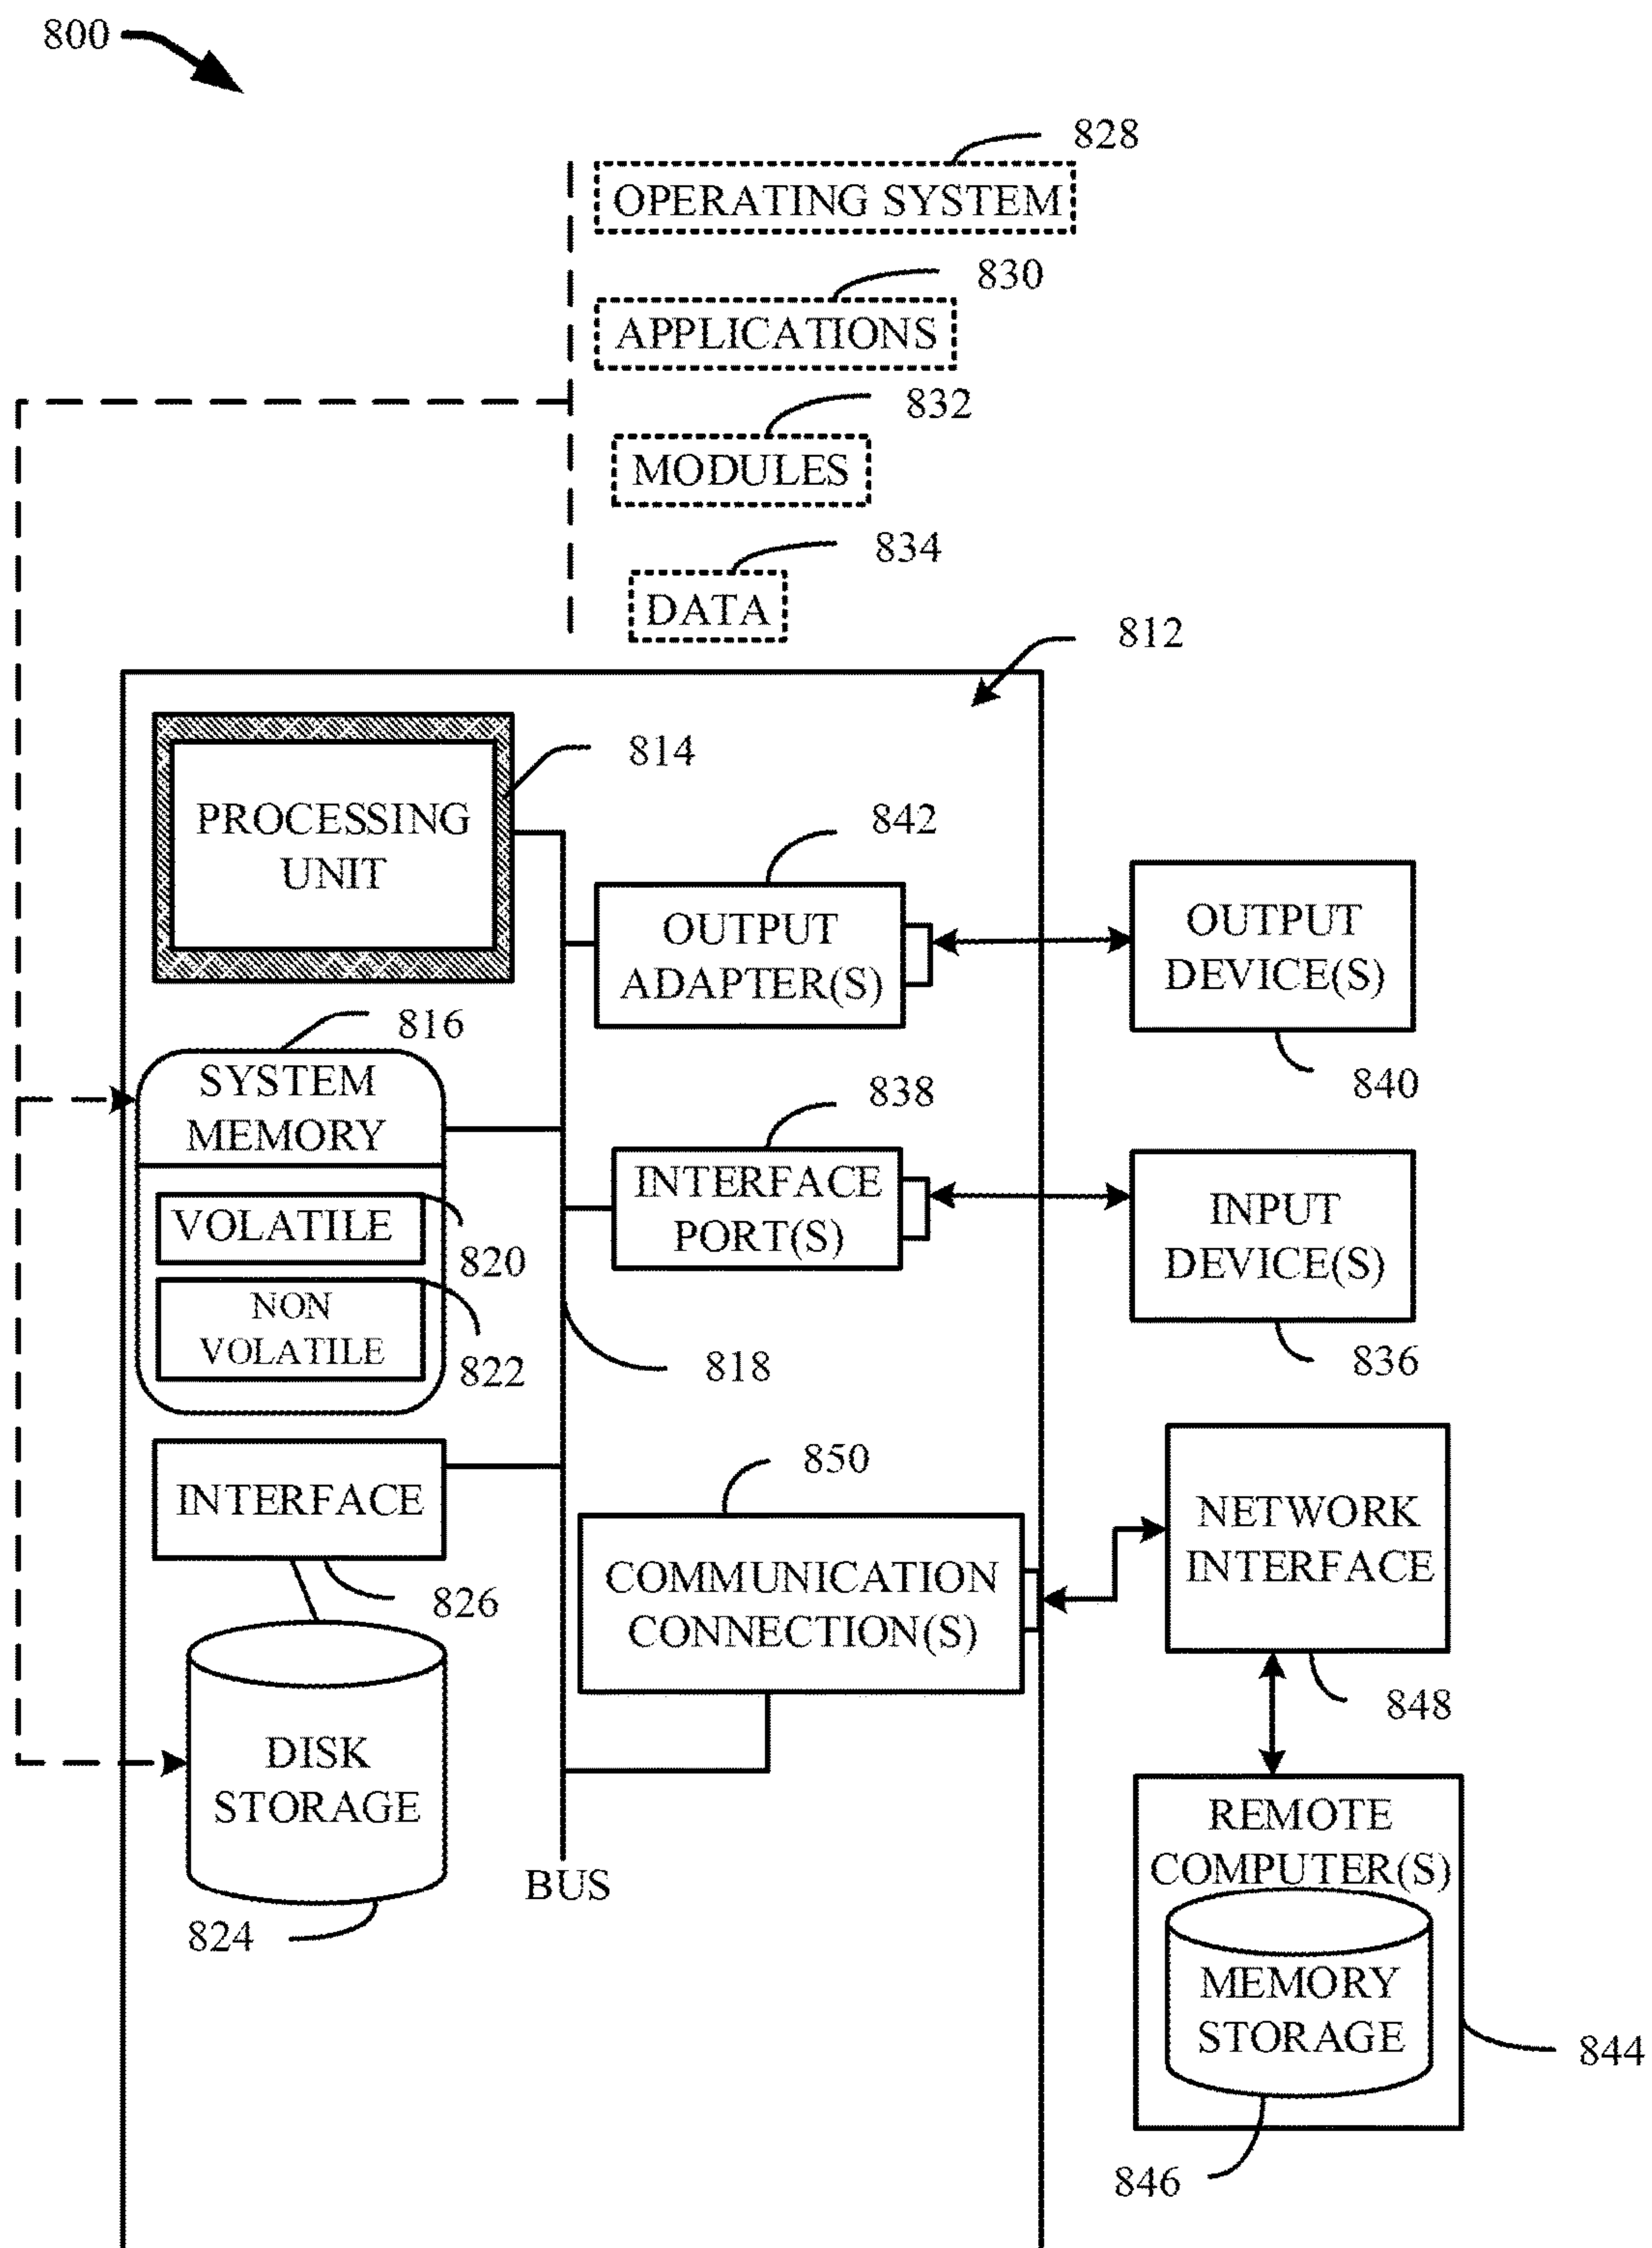 800
828
OPERATING SYSTEM
830
APPLICATIONS
832
MODULES
834
DATA
812
814
PROCESSING
UNIT
842
OUTPUT
ADAPTER(S)
OUTPUT
DEVICE(S)
840
816
SYSTEM
MEMORY
838
INTERFACE
PORT(S)
INPUT
DEVICE(S)
836
VOLATILE
820
NON
VOLATILE
822
818
850
INTERFACE
826
COMMUNICATION
CONNECTION(S)
NETWORK
INTERFACE
848
DISK
STORAGE
824
BUS
REMOTE
COMPUTER(S)
MEMORY
STORAGE
844
846